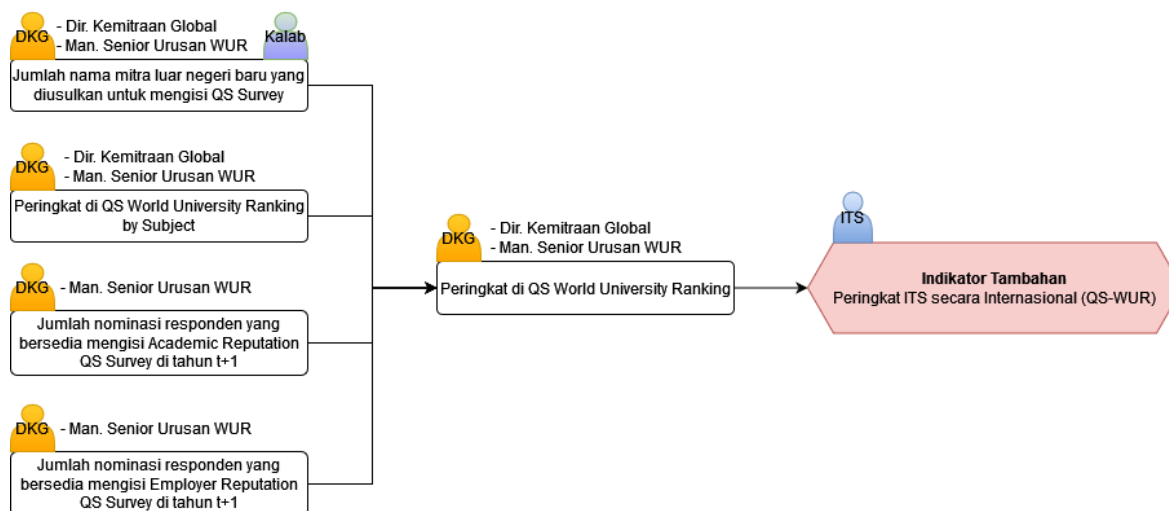 DKG
- Dir. Kemitraan Global
- Man. Senior Urusan WUR
Kalab
Jumlah nama mitra luar negeri baru yang
diusulkan untuk mengisi QS Survey
DKG
- Dir. Kemitraan Global
- Man. Senior Urusan WUR
Peringkat di QS World University Ranking
by Subject
DKG
- Man. Senior Urusan WUR
Jumlah nominasi responden yang
bersedia mengisi Academic Reputation
QS Survey di tahun t+1
DKG
- Man. Senior Urusan WUR
Jumlah nominasi responden yang
bersedia mengisi Employer Reputation
QS Survey di tahun t+1
DKG
- Dir. Kemitraan Global
- Man. Senior Urusan WUR
Peringkat di QS World University Ranking
ITS
Indikator Tambahan
Peringkat ITS secara Internasional (QS-WUR)